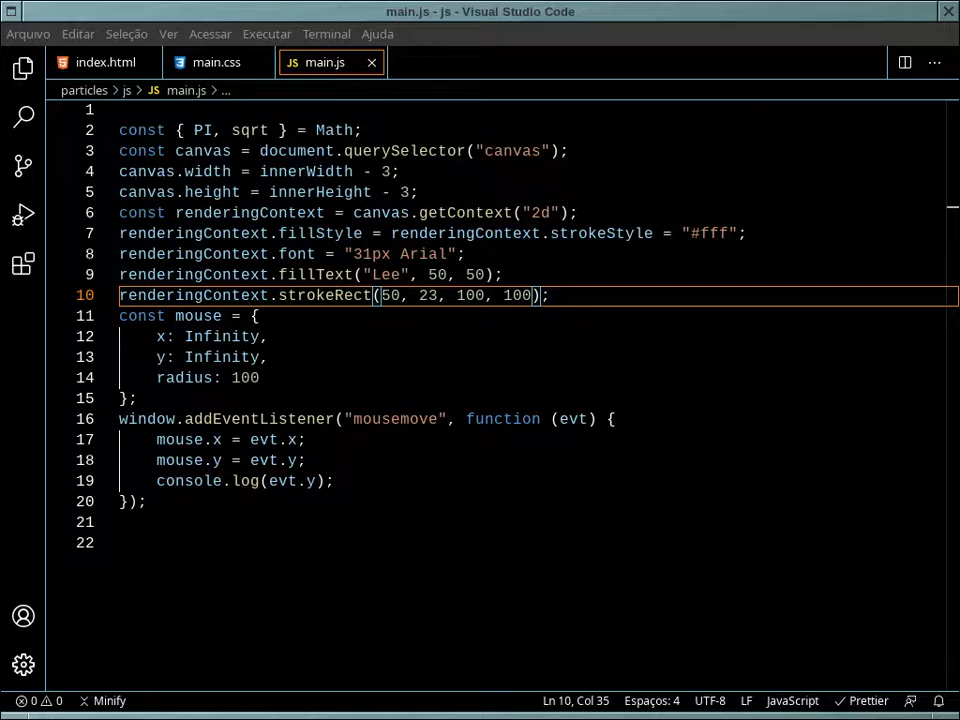 main.js - js - Visual Studio Code
Arquivo Editar Seleção Ver Acessar Executar Terminal Ajuda
index.html main.css JS main.js
particles > js > JS main.js > ...
1
2 const { PI, sqrt } = Math;
3 const canvas = document.querySelector("canvas");
4 canvas.width = innerWidth - 3;
5 canvas.height = innerHeight - 3;
6 const renderingContext = canvas.getContext("2d");
7 renderingContext.fillStyle = renderingContext.strokeStyle = "#fff";
8 renderingContext.font = "31px Arial";
9 renderingContext.fillText("Lee", 50, 50);
10 renderingContext.strokeRect(50, 23, 100, 100);
11 const mouse = {
12 x: Infinity,
13 y: Infinity,
14 radius: 100
15 };
16 window.addEventListener("mousemove", function (evt) {
17 mouse.x = evt.x;
18 mouse.y = evt.y;
19 console.log(evt.y);
20 });
21
22
0 0 Minify Ln 10, Col 35 Espaços: 4 UTF-8 LF JavaScript Prettier